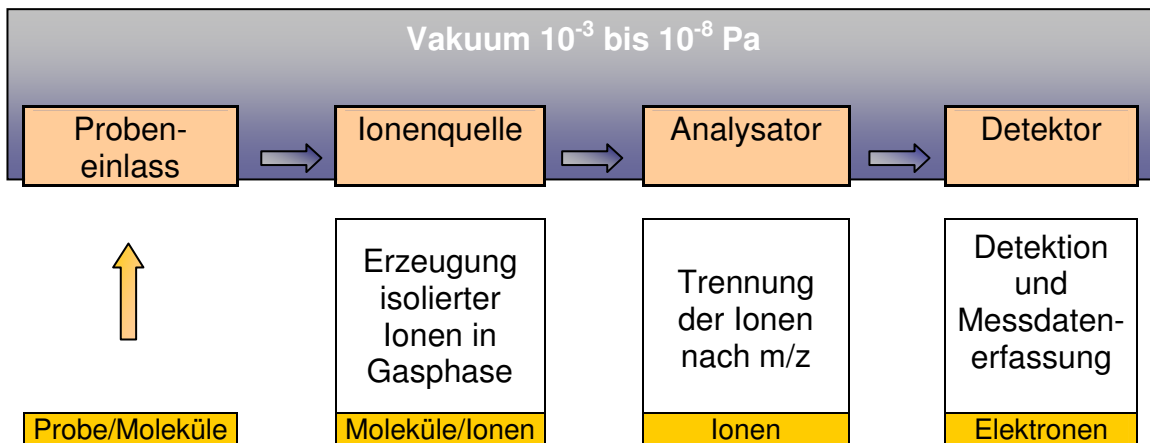 Vakuum 10⁻³ bis 10⁻⁸ Pa
Proben-
einlass
Ionenquelle
Analysator
Detektor
Erzeugung
isolierter
Ionen in
Gasphase
Trennung
der Ionen
nach m/z
Detektion
und
Messdaten-
erfassung
Probe/Moleküle
Moleküle/Ionen
Ionen
Elektronen